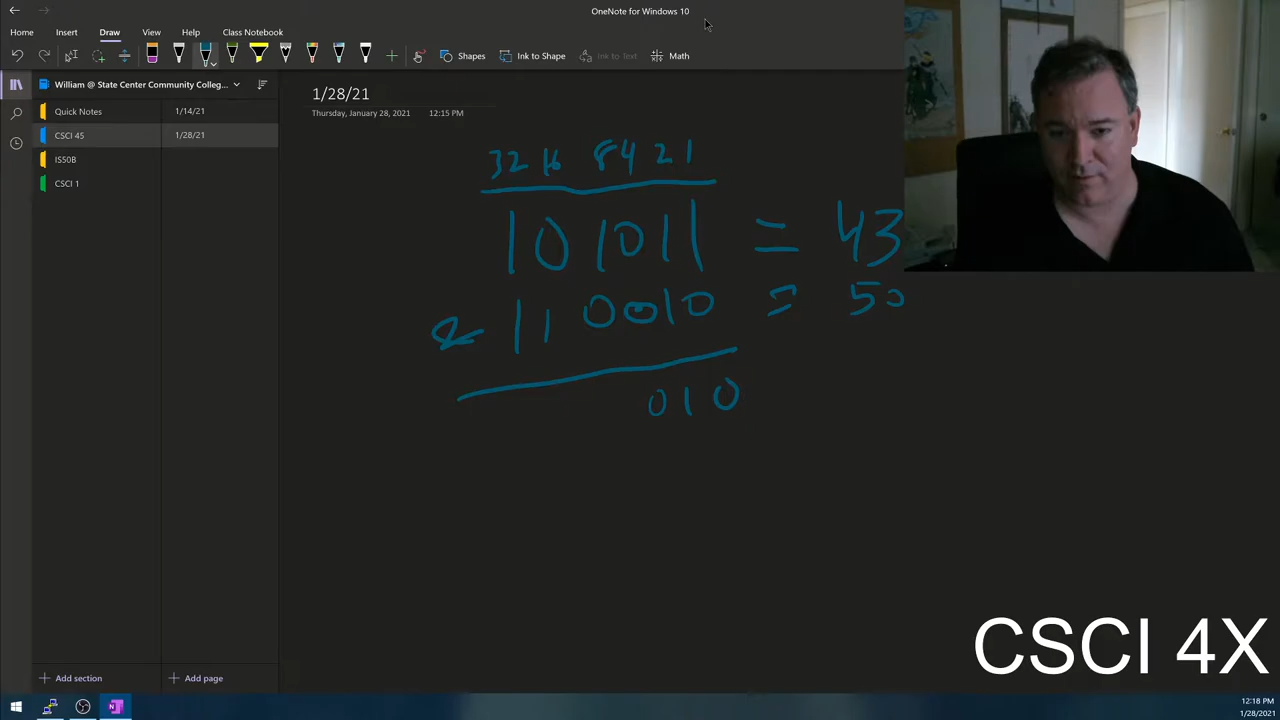 OneNote for Windows 10
Home Insert Draw View Help Class Notebook
Shapes Ink to Shape Ink to Text Math
William @ State Center Community Colleg...
Quick Notes 1/14/21
CSCI 45 1/28/21
IS50B
CSCI 1
1/28/21
Thursday, January 28, 2021 12:15 PM
32 16 8 4 2 1
101011 = 43
& 110010 = 50
010
CSCI 4X
Add section Add page
12:18 PM
1/28/2021